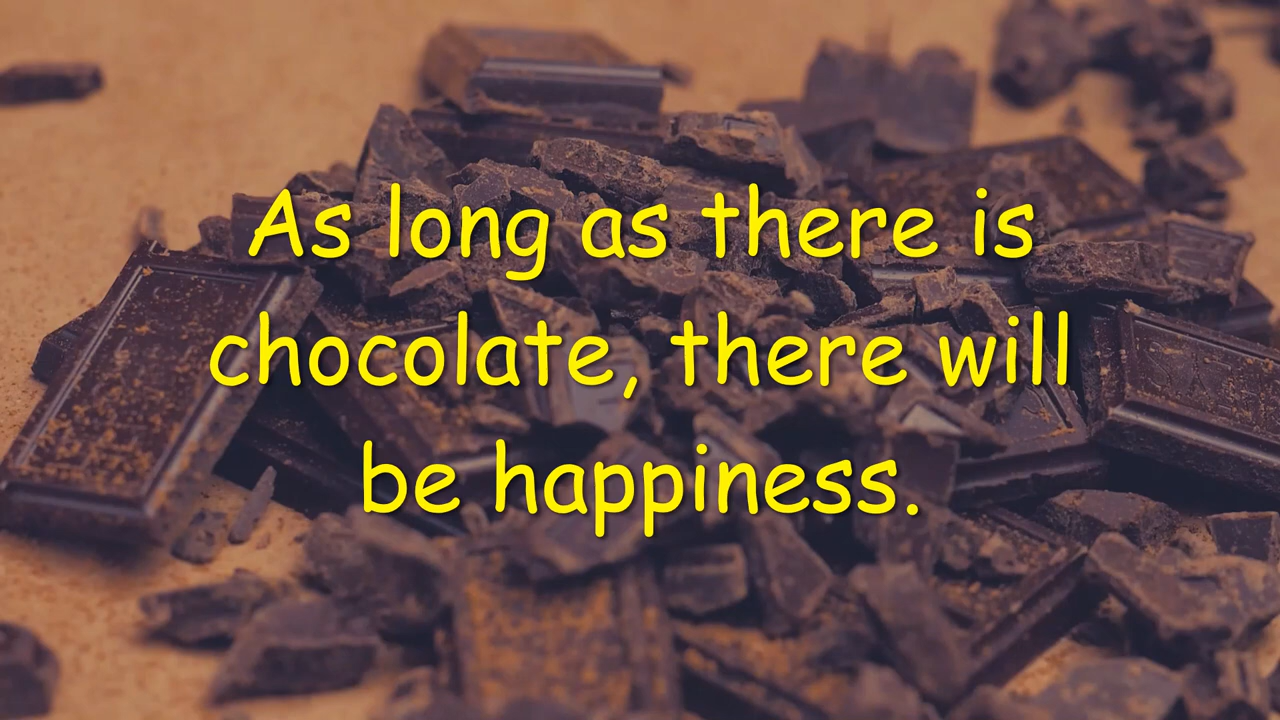 As long as there is
chocolate, there will
be happiness.